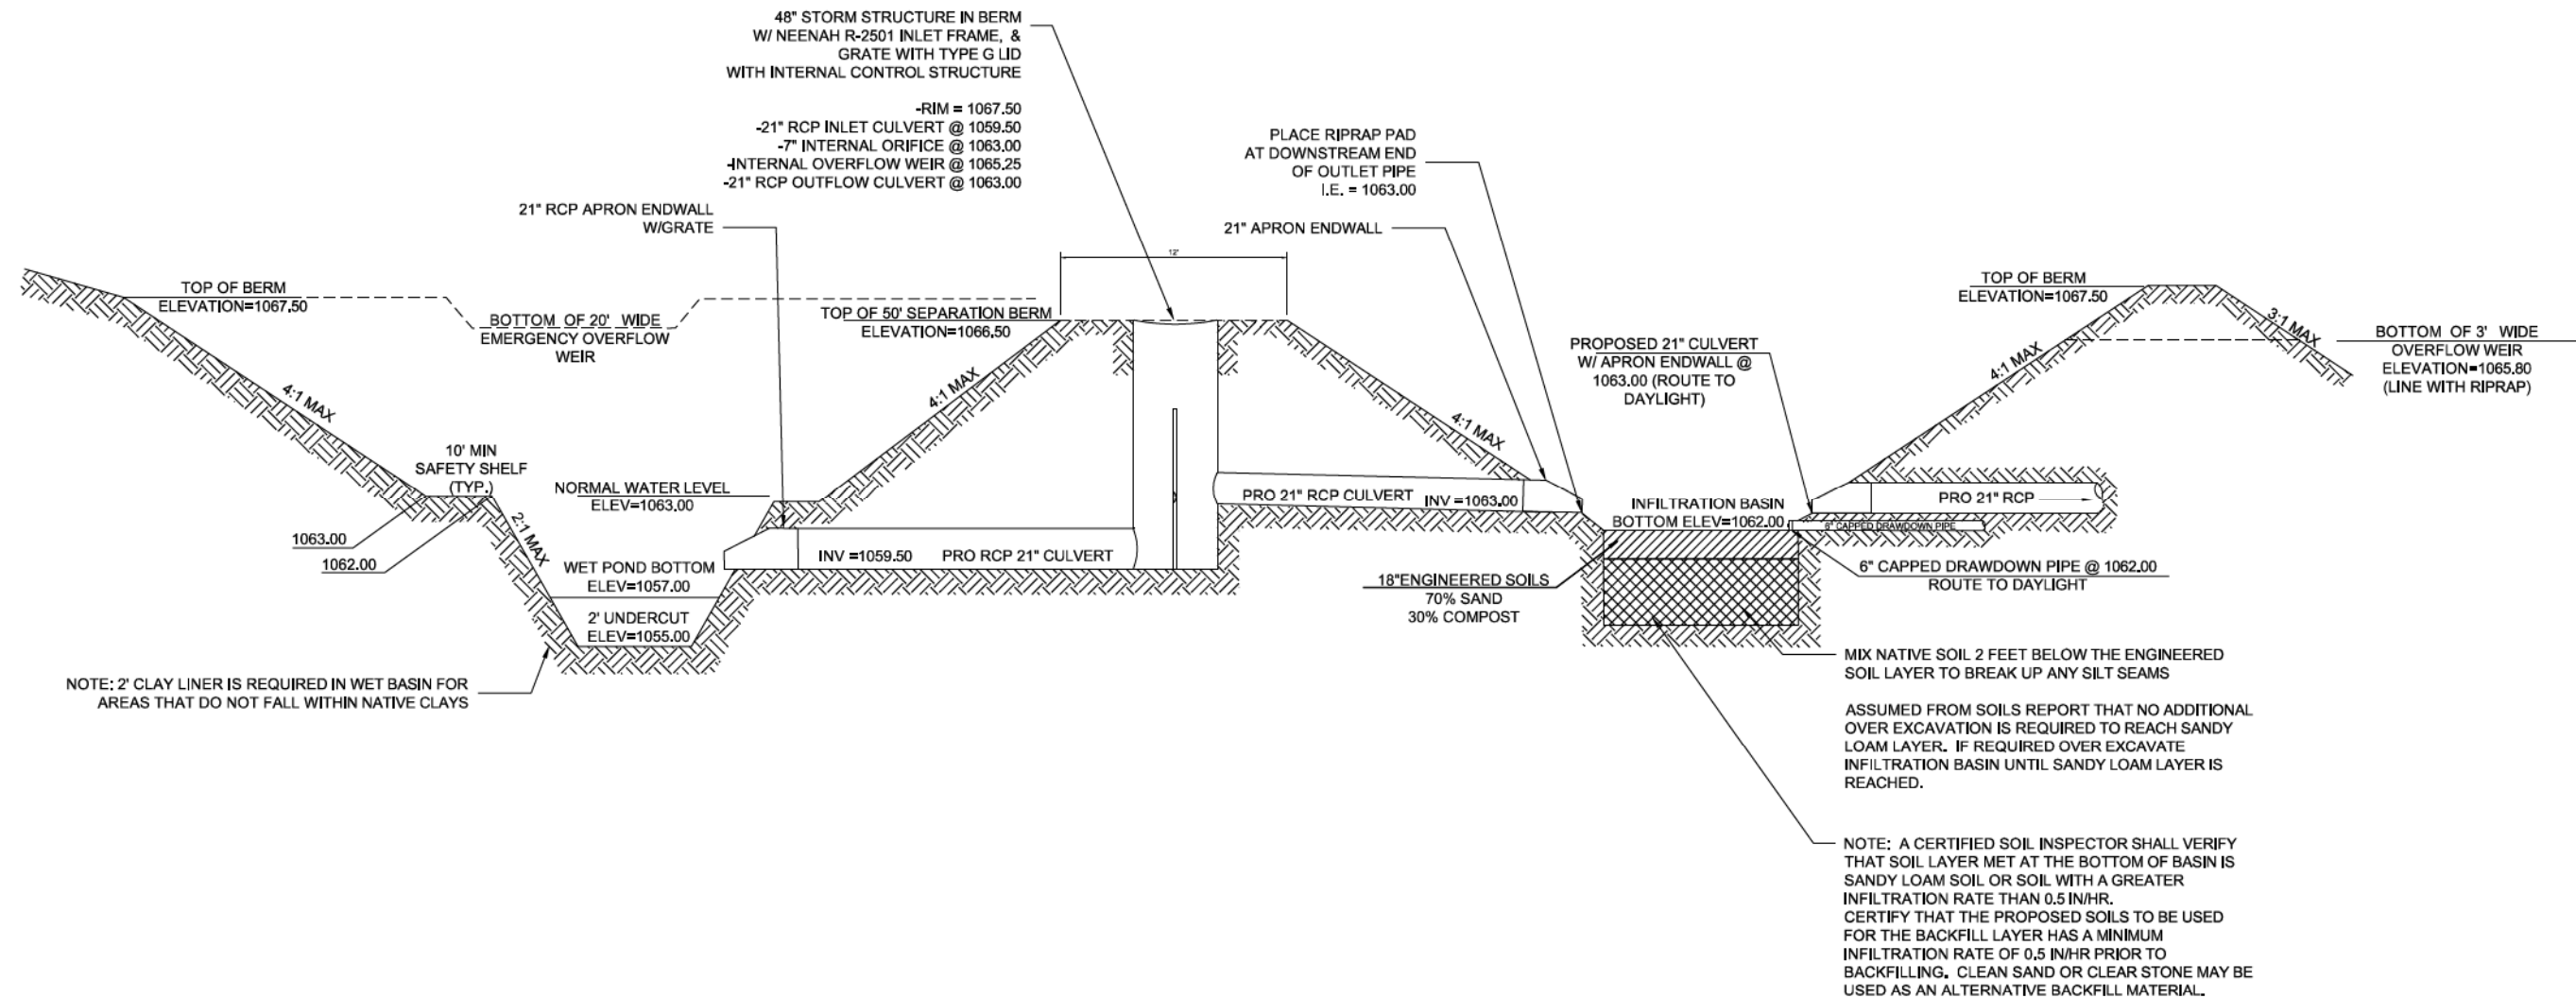 48" STORM STRUCTURE IN BERM
W/ NEENAH R-2501 INLET FRAME, &
GRATE WITH TYPE G LID
WITH INTERNAL CONTROL STRUCTURE
-RIM = 1067.50
-21" RCP INLET CULVERT @ 1059.50
-7" INTERNAL ORIFICE @ 1063.00
-INTERNAL OVERFLOW WEIR @ 1065.25
-21" RCP OUTFLOW CULVERT @ 1063.00
PLACE RIPRAP PAD
AT DOWNSTREAM END
OF OUTLET PIPE
I.E. = 1063.00
21" RCP APRON ENDWALL
W/GRATE
21" APRON ENDWALL
12'
TOP OF BERM
ELEVATION=1067.50
BOTTOM OF 20' WIDE
EMERGENCY OVERFLOW
WEIR
TOP OF 50' SEPARATION BERM
ELEVATION=1066.50
TOP OF BERM
ELEVATION=1067.50
3:1 MAX
BOTTOM OF 3' WIDE
OVERFLOW WEIR
ELEVATION=1065.80
(LINE WITH RIPRAP)
PROPOSED 21" CULVERT
W/ APRON ENDWALL @
1063.00 (ROUTE TO
DAYLIGHT)
4:1 MAX
4:1 MAX
4:1 MAX
4:1 MAX
10' MIN
SAFETY SHELF
(TYP.)
NORMAL WATER LEVEL
ELEV=1063.00
1063.00
1062.00
2:1 MAX
WET POND BOTTOM
ELEV=1057.00
2' UNDERCUT
ELEV=1055.00
INV =1059.50 PRO RCP 21" CULVERT
PRO 21" RCP CULVERT INV =1063.00
INFILTRATION BASIN
BOTTOM ELEV=1062.00
PRO 21" RCP
6" CAPPED DRAWDOWN PIPE
18"ENGINEERED SOILS
70% SAND
30% COMPOST
6" CAPPED DRAWDOWN PIPE @ 1062.00
ROUTE TO DAYLIGHT
NOTE: 2' CLAY LINER IS REQUIRED IN WET BASIN FOR
AREAS THAT DO NOT FALL WITHIN NATIVE CLAYS
MIX NATIVE SOIL 2 FEET BELOW THE ENGINEERED
SOIL LAYER TO BREAK UP ANY SILT SEAMS
ASSUMED FROM SOILS REPORT THAT NO ADDITIONAL
OVER EXCAVATION IS REQUIRED TO REACH SANDY
LOAM LAYER. IF REQUIRED OVER EXCAVATE
INFILTRATION BASIN UNTIL SANDY LOAM LAYER IS
REACHED.
NOTE: A CERTIFIED SOIL INSPECTOR SHALL VERIFY
THAT SOIL LAYER MET AT THE BOTTOM OF BASIN IS
SANDY LOAM SOIL OR SOIL WITH A GREATER
INFILTRATION RATE THAN 0.5 IN/HR.
CERTIFY THAT THE PROPOSED SOILS TO BE USED
FOR THE BACKFILL LAYER HAS A MINIMUM
INFILTRATION RATE OF 0.5 IN/HR PRIOR TO
BACKFILLING. CLEAN SAND OR CLEAR STONE MAY BE
USED AS AN ALTERNATIVE BACKFILL MATERIAL.